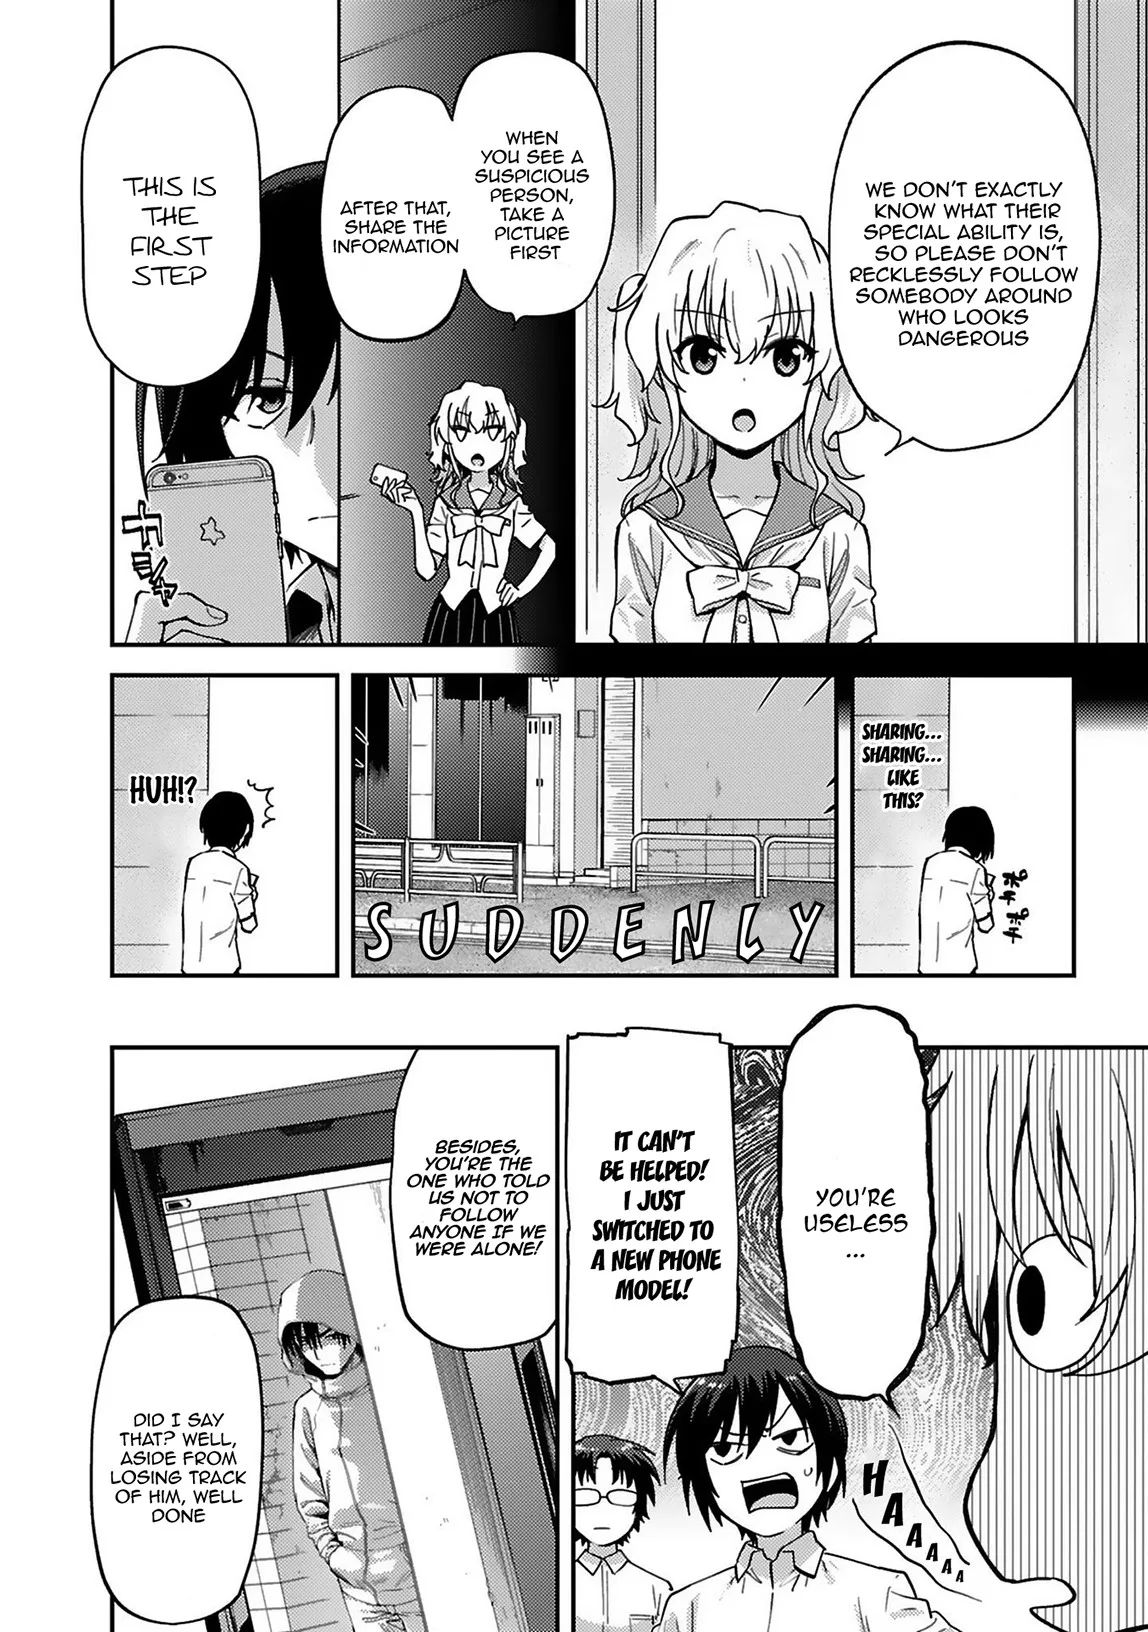 WE DON'T EXACTLY
KNOW WHAT THEIR
SPECIAL ABILITY IS,
SO PLEASE DON'T
RECKLESSLY FOLLOW
SOMEBODY AROUND
WHO LOOKS
DANGEROUS
WHEN
YOU SEE A
SUSPICIOUS
PERSON,
TAKE A
PICTURE
FIRST
AFTER THAT,
SHARE THE
INFORMATION
THIS IS
THE
FIRST
STEP
カシャ
SHARING...
SHARING...
LIKE
THIS?
SUDDENLY
HUH!?
YOU'RE
USELESS
...
IT CAN'T
BE HELPED!
I JUST
SWITCHED TO
A NEW PHONE
MODEL!
HAAAAA
BESIDES,
YOU'RE THE
ONE WHO TOLD
US NOT TO
FOLLOW
ANYONE IF WE
WERE ALONE!
DID I SAY
THAT? WELL,
ASIDE FROM
LOSING TRACK
OF HIM, WELL
DONE